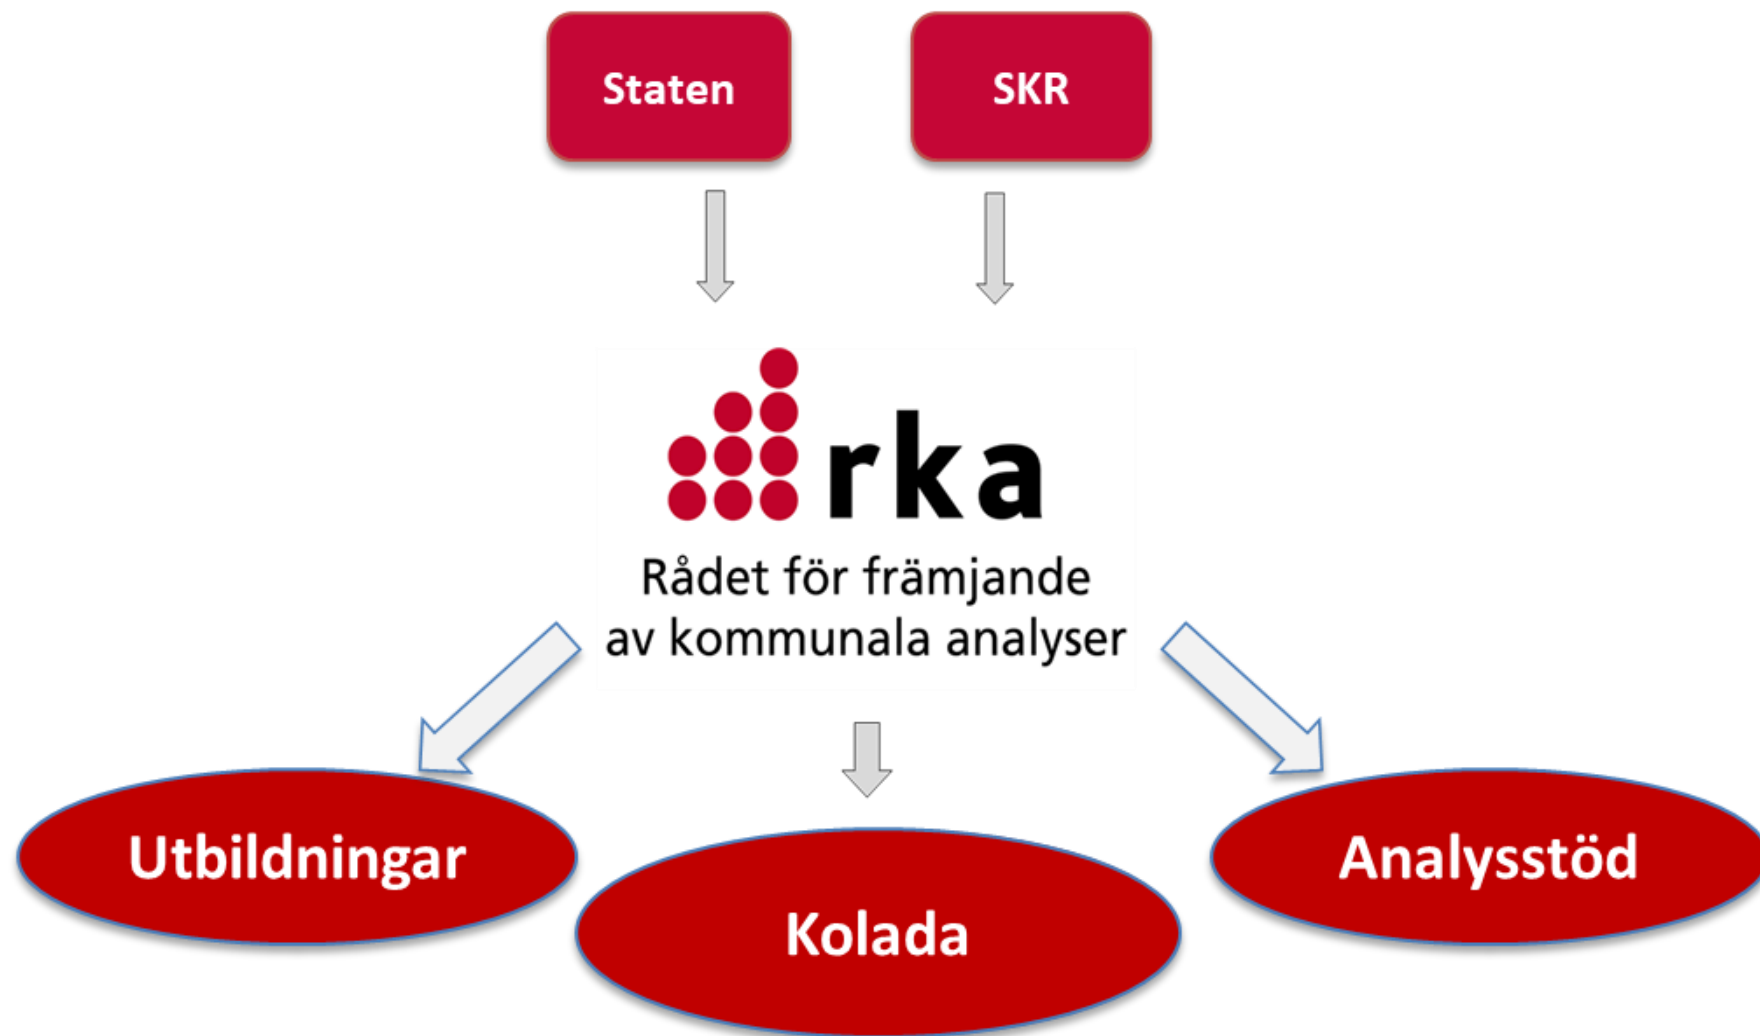 Staten
SKR
rka
Rådet för främjande
av kommunala analyser
Utbildningar
Kolada
Analysstöd